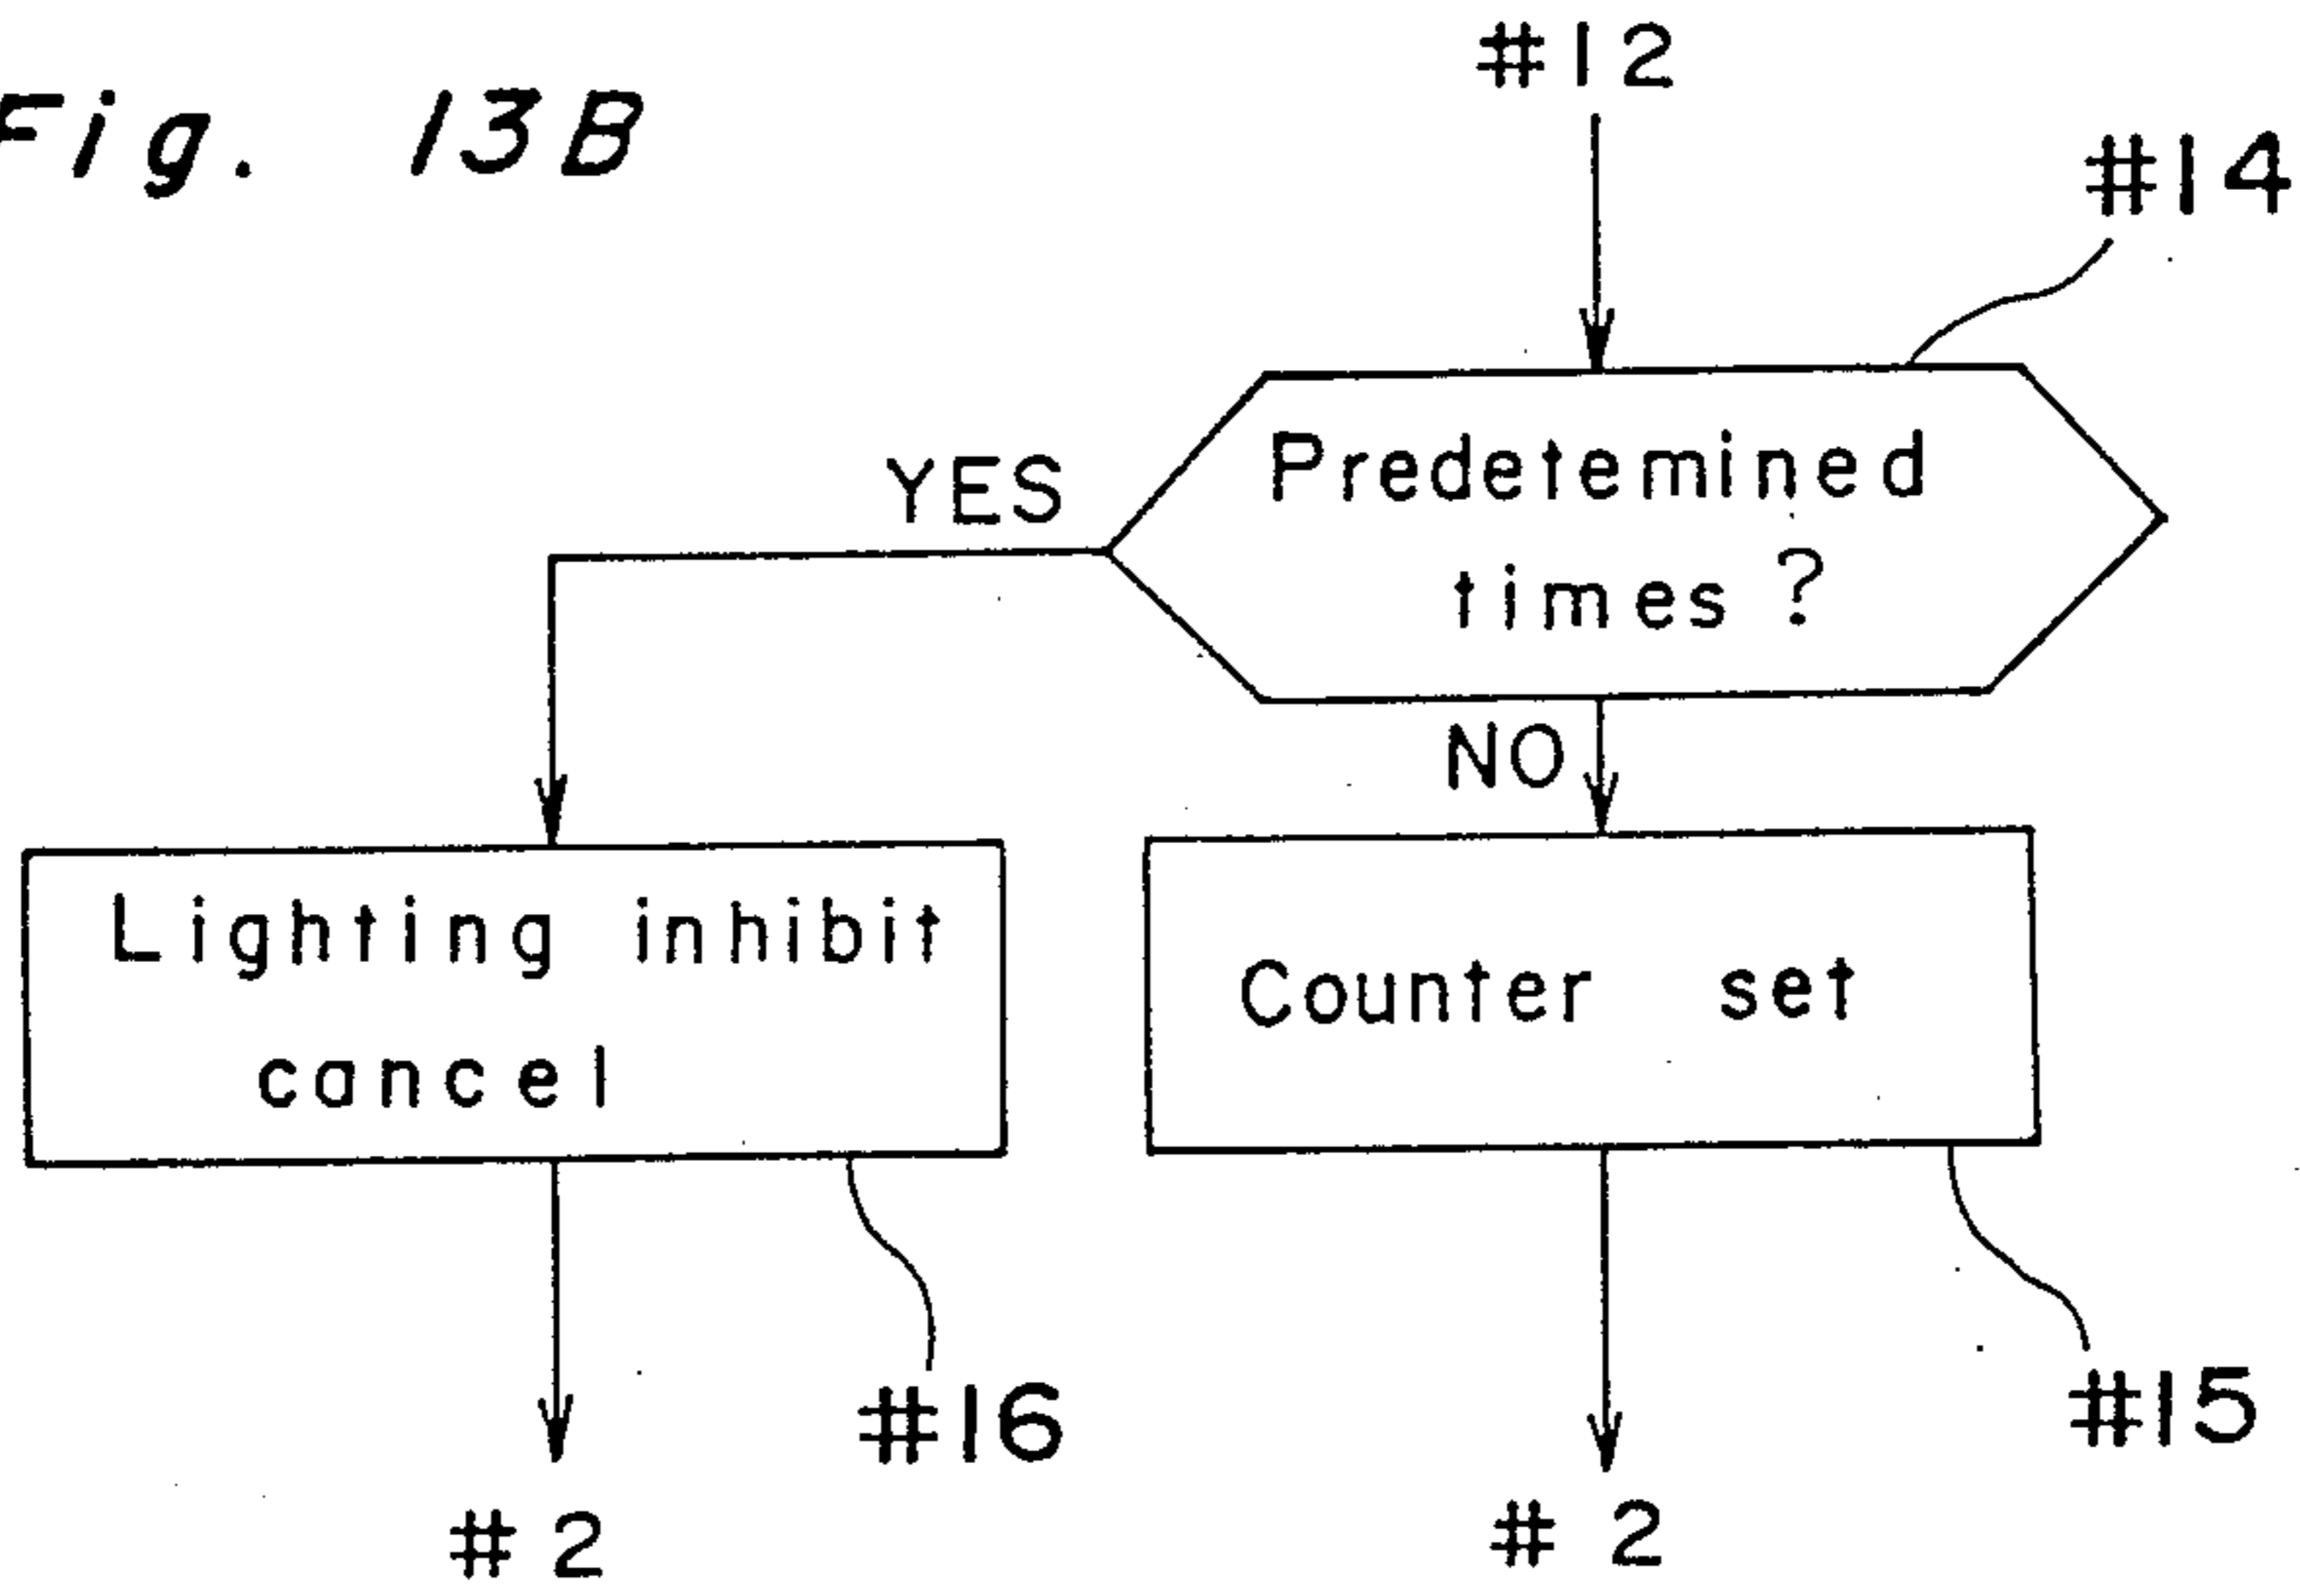 Fig. 13B
#12
#14
Predetemined
times?
YES
NO
Lighting inhibit
cancel
Counter set
#16
#15
#2
#2